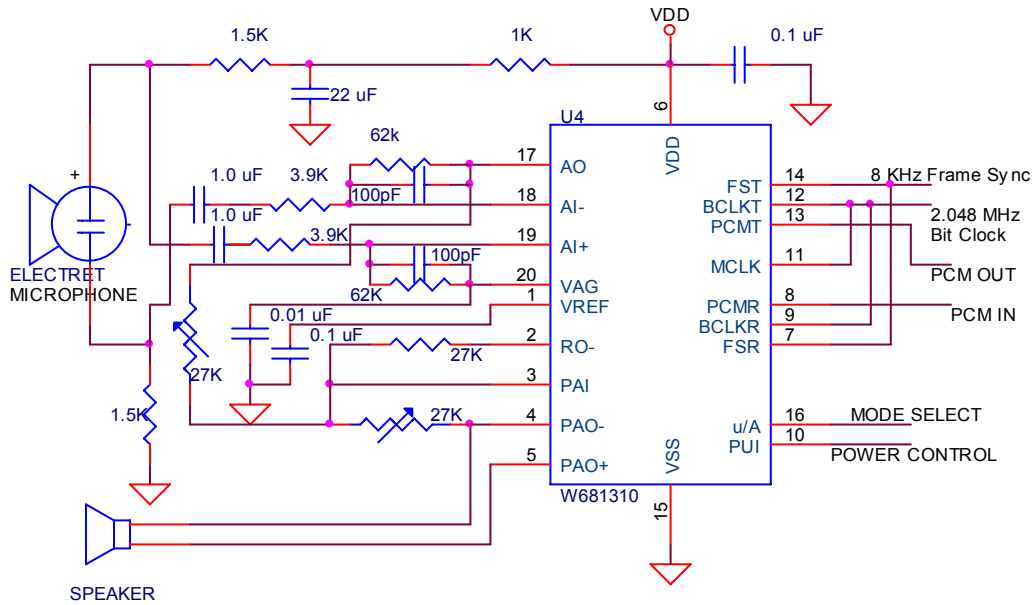 VDD
1.5K
1K
0.1 uF
22 uF
6
U4
VDD
62k
17
AO
1.0 uF
3.9K
100pF
18
AI-
1.0 uF
3.9K
19
AI+
100pF
20
VAG
62K
1
VREF
+
-
ELECTRET
MICROPHONE
0.01 uF
0.1 uF
2
RO-
27K
27K
3
PAI
1.5K
27K
4
PAO-
5
PAO+
VSS
W681310
15
FST
14
8 KHz Frame Sync
BCLKT
12
2.048 MHz
Bit Clock
PCMT
13
PCM OUT
MCLK
11
PCMR
8
PCM IN
BCLKR
9
FSR
7
u/A
16
MODE SELECT
PUI
10
POWER CONTROL
SPEAKER